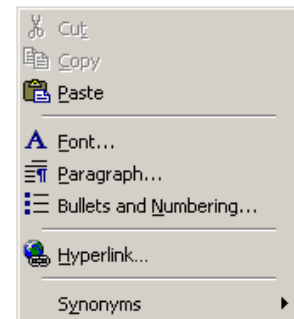 Cut
Copy
Paste
Font...
Paragraph...
Bullets and Numbering...
Hyperlink...
Synonyms